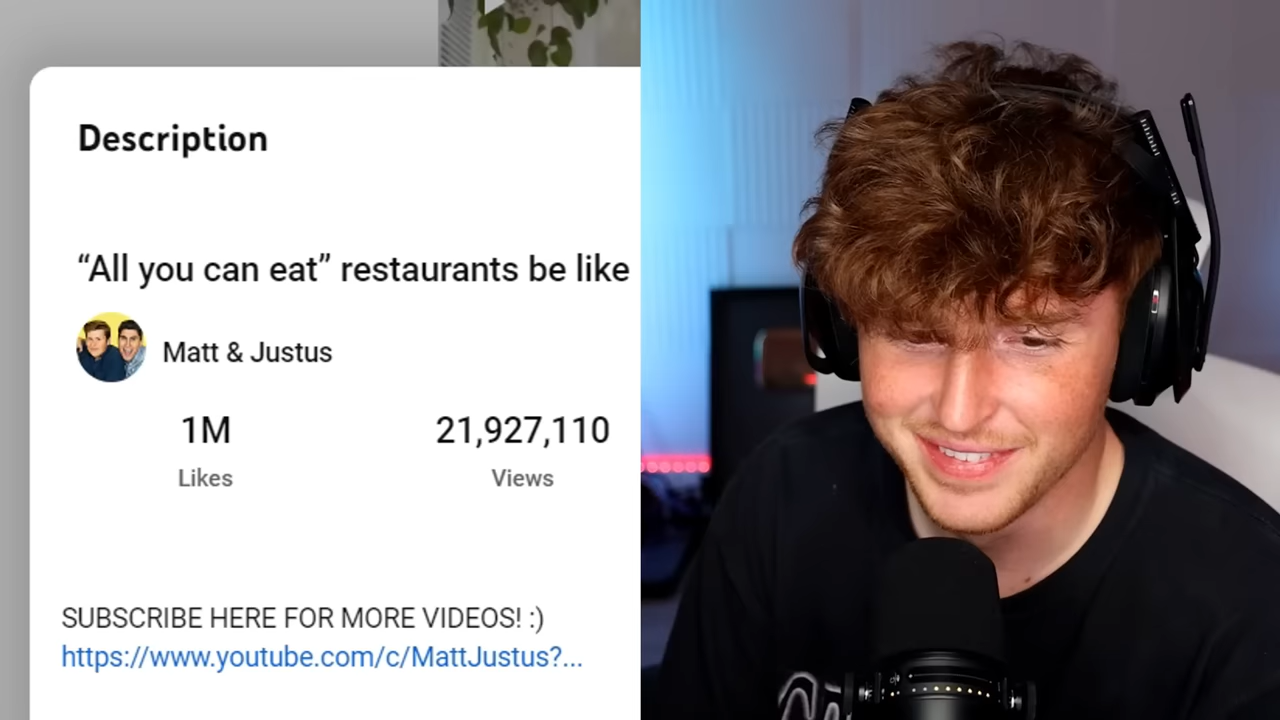 Description
“All you can eat” restaurants be like
Matt & Justus
1M
21,927,110
Likes
Views
SUBSCRIBE HERE FOR MORE VIDEOS! :)
https://www.youtube.com/c/MattJustus?...